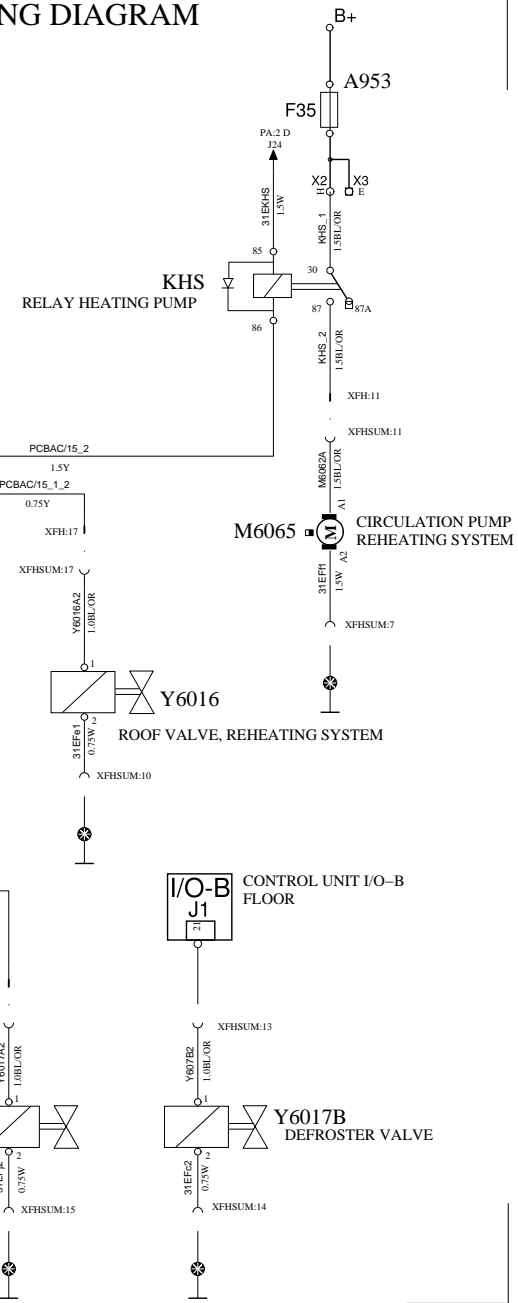 NG DIAGRAM
B+
A953
F35
PA:2 D
J24
X2
X3
H
E
31EKHS
1.5W
KHS_1
1.5BL/OR
85
30
KHS
RELAY HEATING PUMP
87
87A
86
KHS_2
1.5BL/OR
XFH:11
XFHSUM:11
PCBAC/15_2
1.5Y
M6062A
1.5BL/OR
PCBAC/15_1_2
0.75Y
A1
XFH:17
M6065
M
CIRCULATION PUMP
REHEATING SYSTEM
A2
XFHSUM:17
31EFf1
1.5W
Y6016A2
1.0BL/OR
XFHSUM:7
1
Y6016
2
31EFe1
0.75W
ROOF VALVE, REHEATING SYSTEM
XFHSUM:10
I/O-B
J1
21
CONTROL UNIT I/O−B
FLOOR
XFHSUM:13
Y6017A2
1.0BL/OR
Y607B2
1.0BL/OR
1
1
Y6017B
DEFROSTER VALVE
2
2
0.75W
31EFc2
0.75W
XFHSUM:15
XFHSUM:14